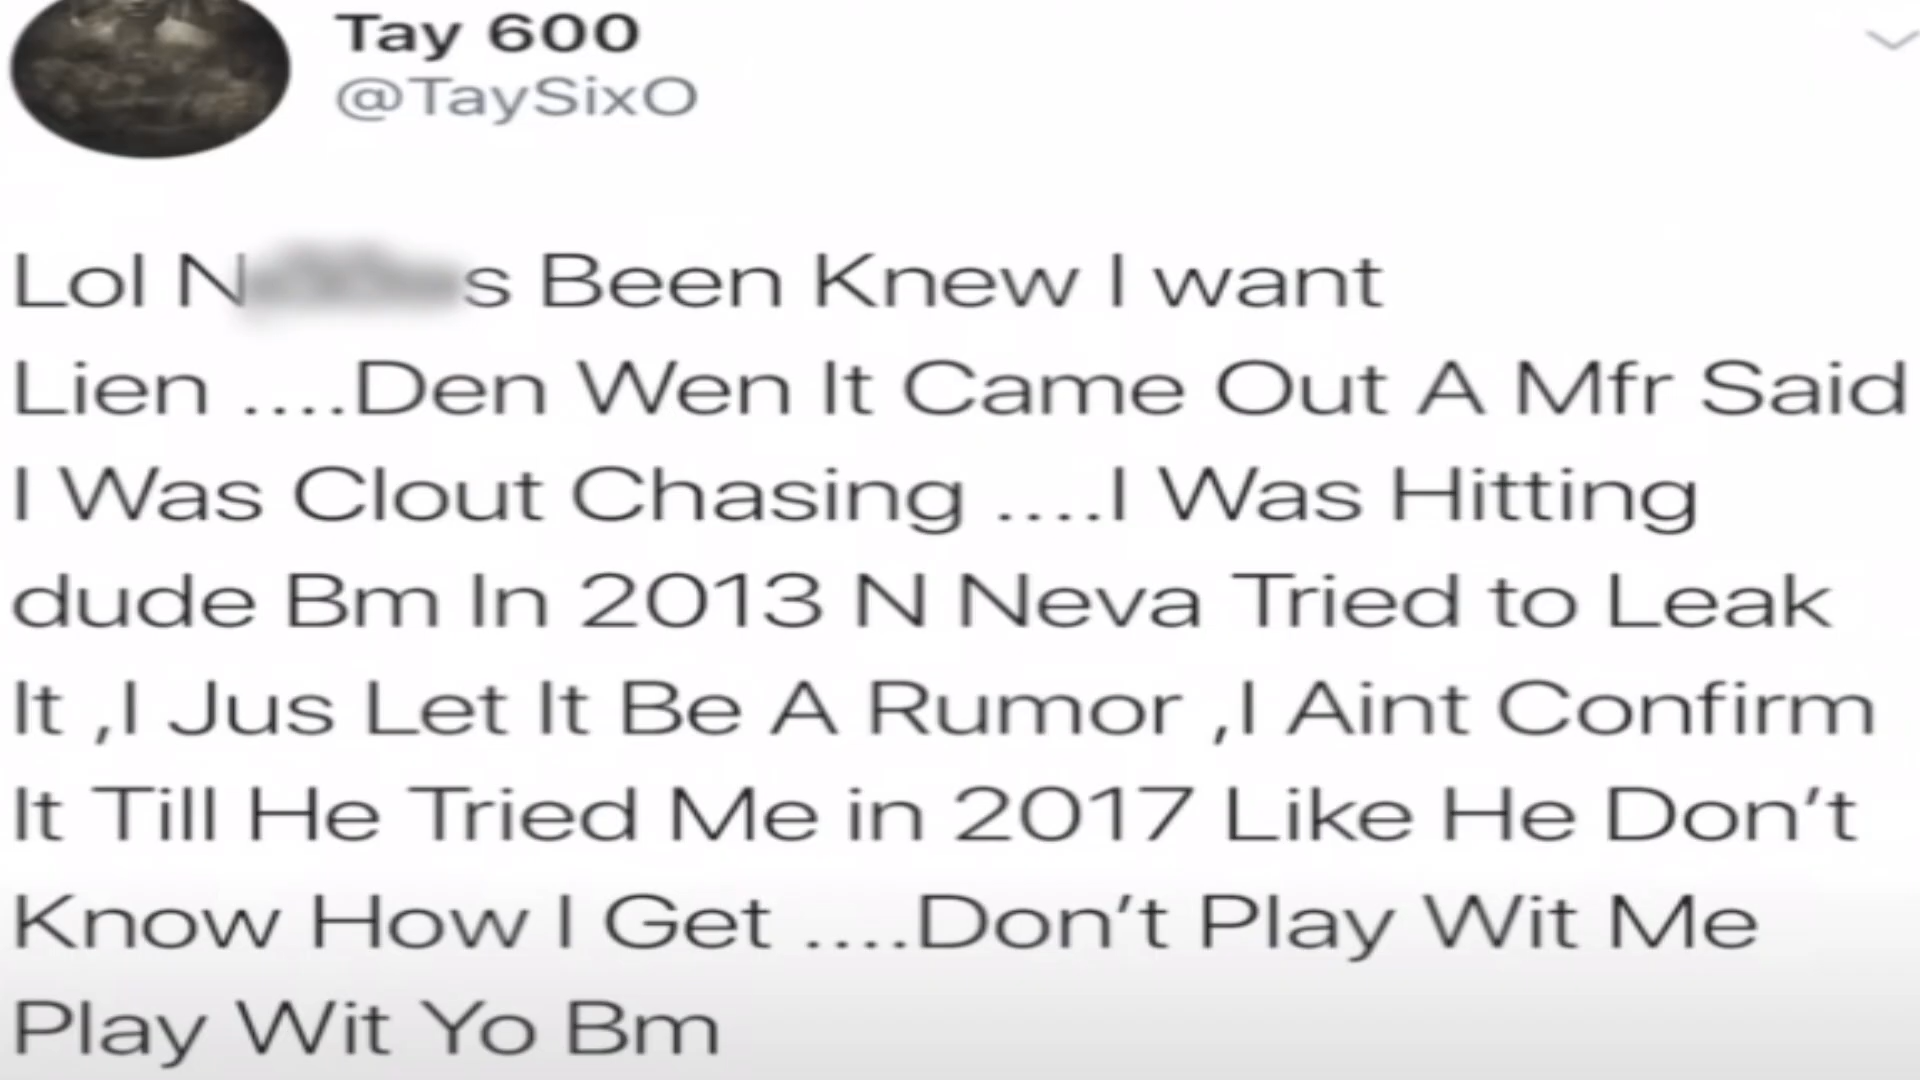 Tay 600
@TaySixO
Lol N s Been Knew I want
Lien ....Den Wen It Came Out A Mfr Said
I Was Clout Chasing ....I Was Hitting
dude Bm In 2013 N Neva Tried to Leak
It ,I Jus Let It Be A Rumor ,I Aint Confirm
It Till He Tried Me in 2017 Like He Don’t
Know How I Get ....Don’t Play Wit Me
Play Wit Yo Bm